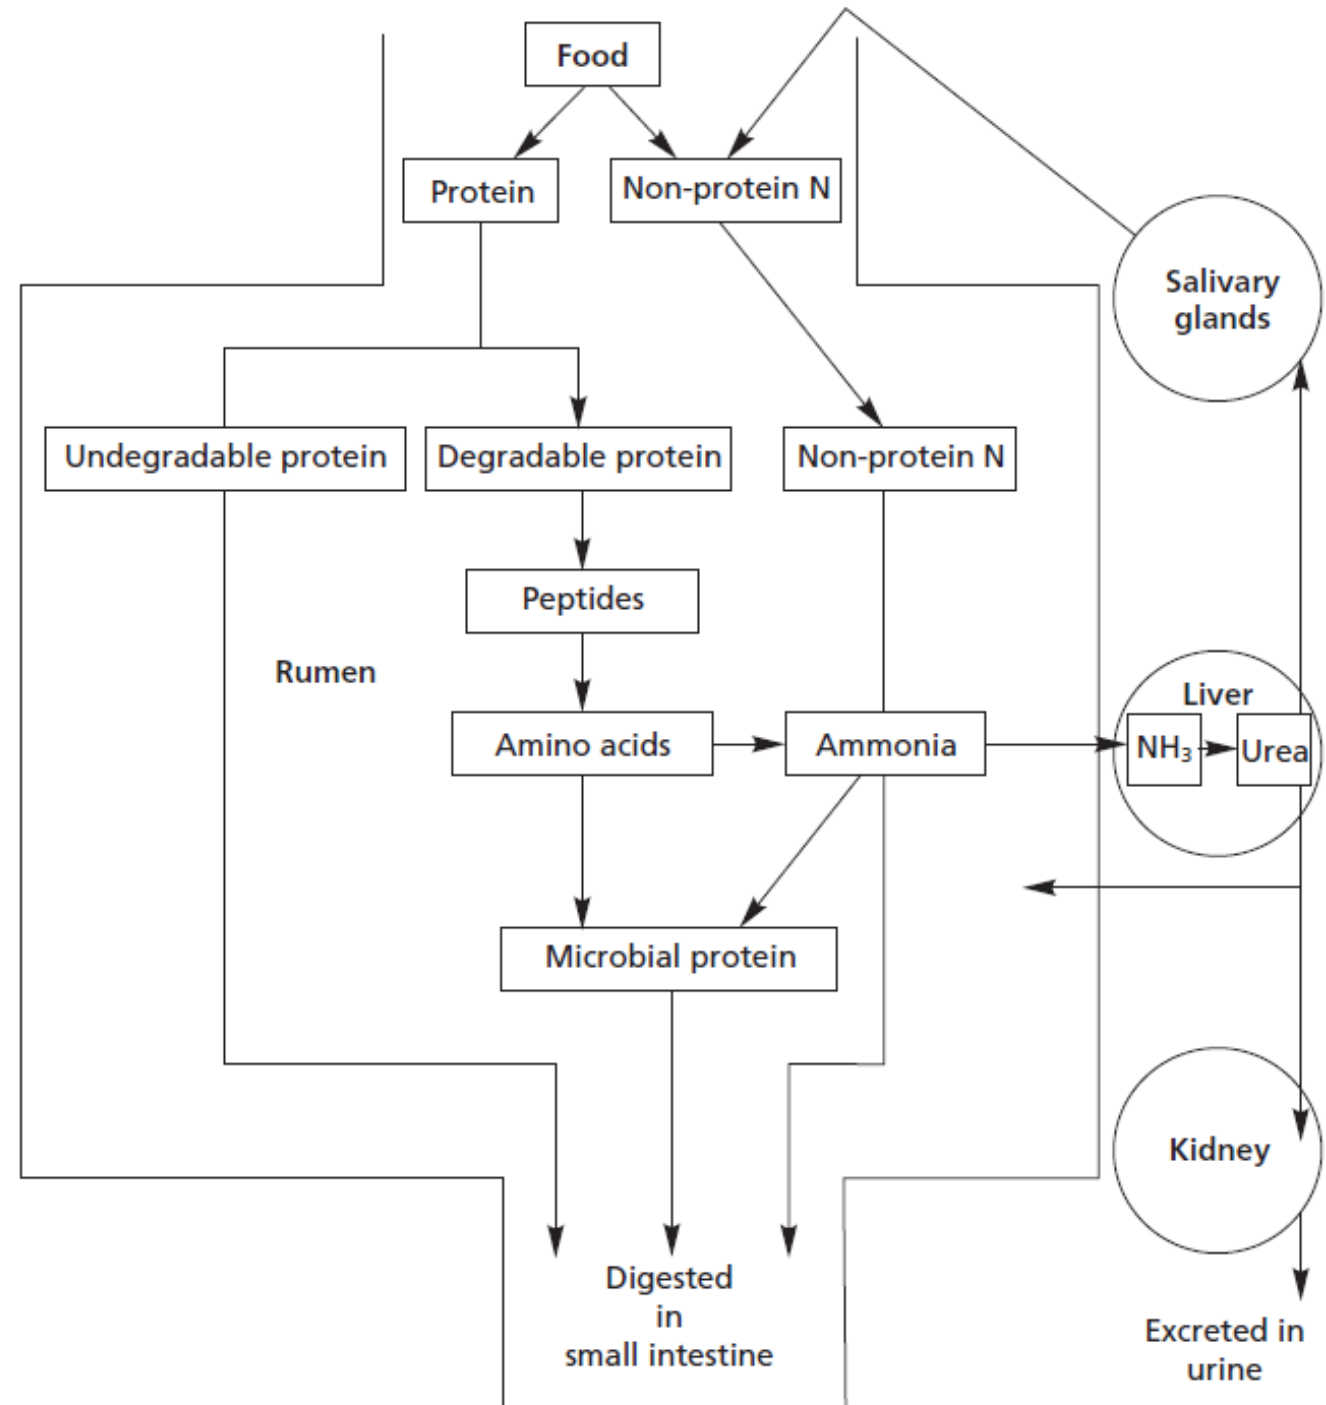 Food
Protein
Non-protein N
Salivary
glands
Undegradable protein
Degradable protein
Non-protein N
Peptides
Rumen
Liver
Amino acids
Ammonia
NH₃
Urea
Microbial protein
Kidney
Digested
in
small intestine
Excreted in
urine